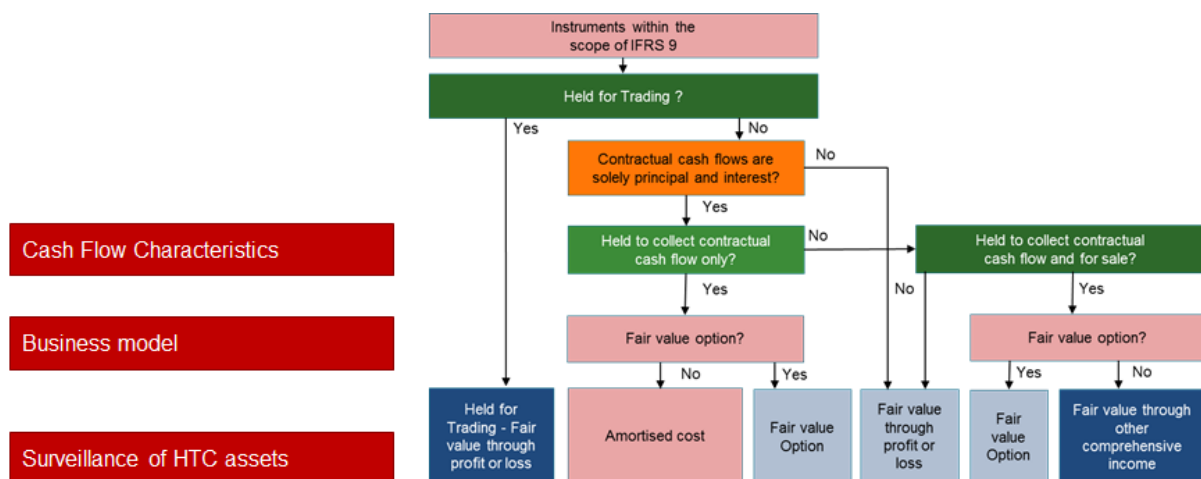 Instruments within the
scope of IFRS 9
Held for Trading ?
Yes
No
Contractual cash flows are
solely principal and interest?
No
Yes
Cash Flow Characteristics
Held to collect contractual
cash flow only?
No
Held to collect contractual
cash flow and for sale?
Yes
No
Yes
Business model
Fair value option?
Fair value option?
No
Yes
Yes
No
Surveillance of HTC assets
Held for
Trading - Fair
value through
profit or loss
Amortised cost
Fair value
Option
Fair value
through
profit or
loss
Fair
value
Option
Fair value through
other
comprehensive
income